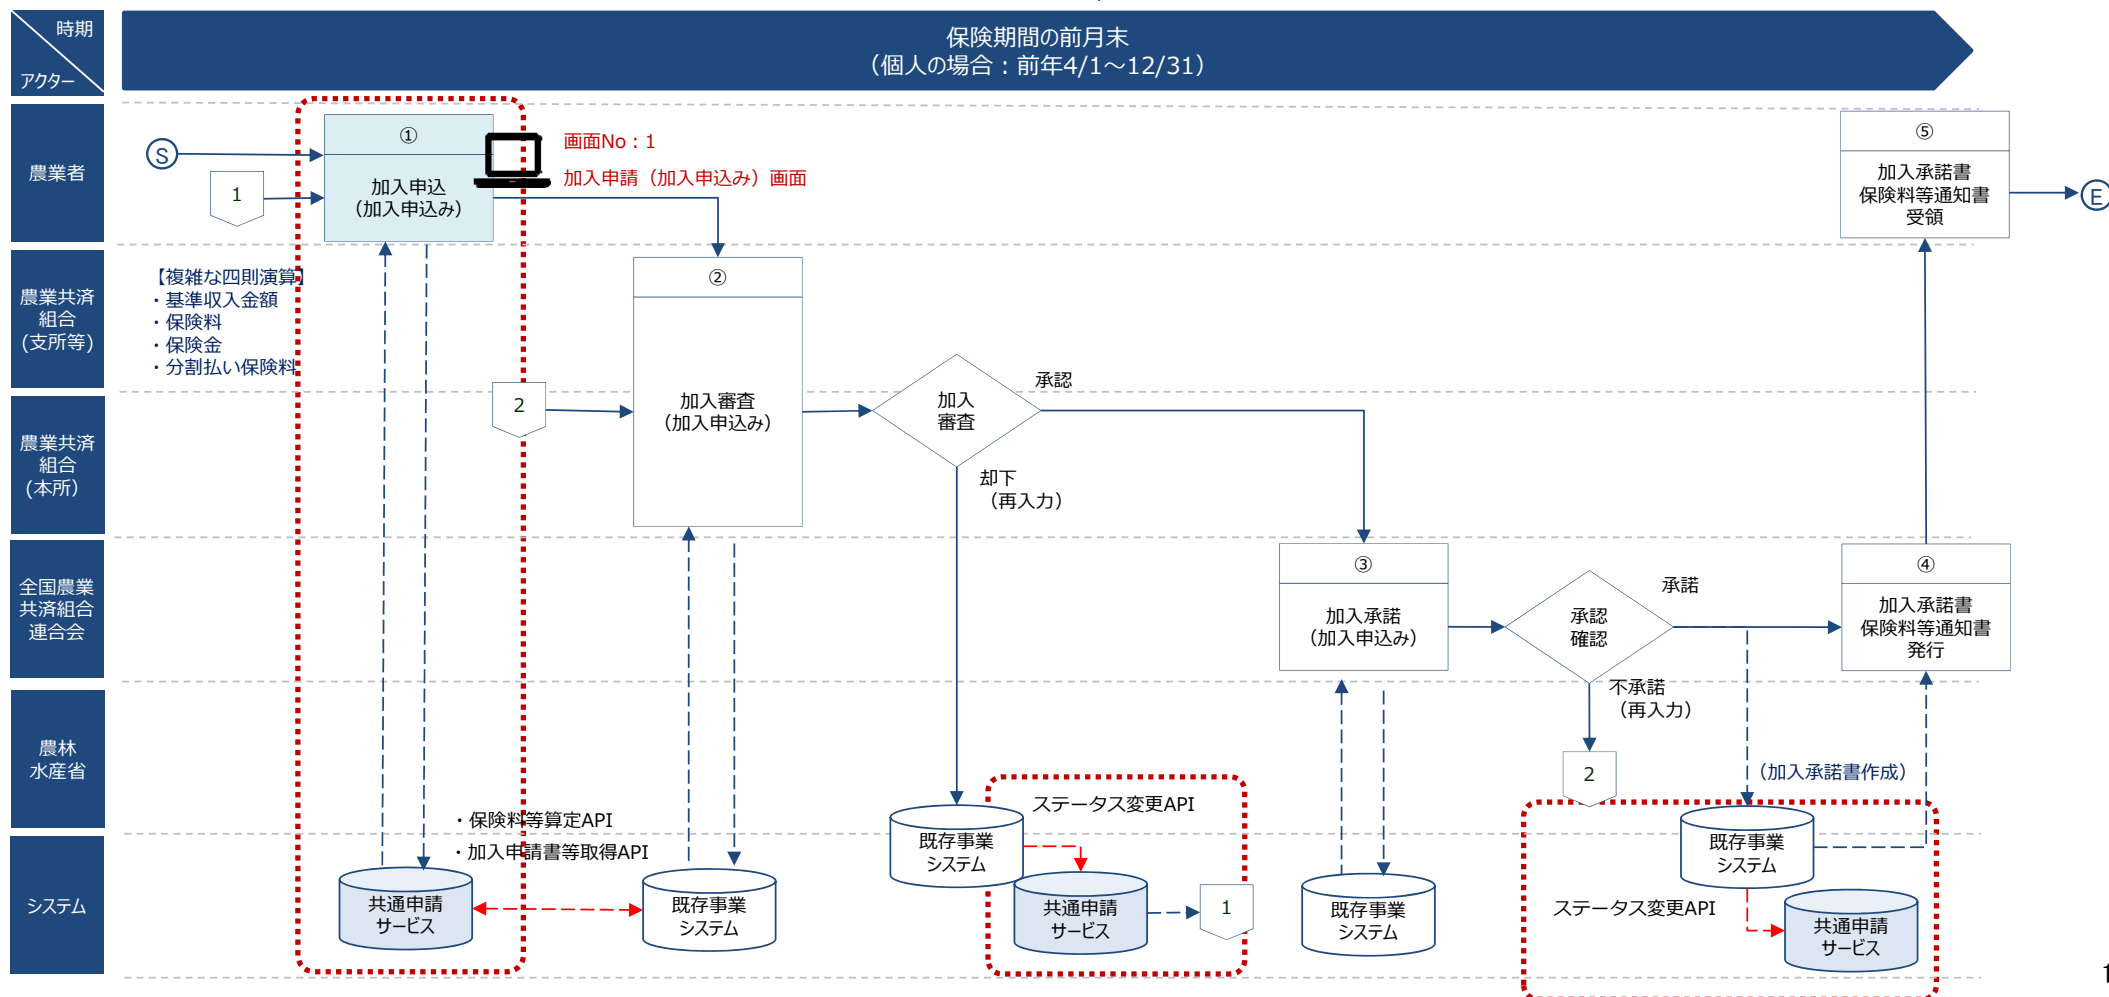 時期
アクター
保険期間の前月末
（個人の場合：前年4/1～12/31）
農業者
S
1
①
加入申込
（加入申込み）
画面No：1
加入申請（加入申込み）画面
⑤
加入承諾書
保険料等通知書
受領
E
農業共済
組合
(支所等)
【複雑な四則演算】
・基準収入金額
・保険料
・保険金
・分割払い保険料
②
加入審査
（加入申込み）
2
加入
審査
承認
却下
（再入力）
農業共済
組合
(本所)
全国農業
共済組合
連合会
③
加入承諾
（加入申込み）
承認
確認
承諾
不承諾
（再入力）
④
加入承諾書
保険料等通知書
発行
農林
水産省
2
（加入承諾書作成）
システム
・保険料等算定API
・加入申請書等取得API
共通申請
サービス
既存事業
システム
既存事業
システム
ステータス変更API
共通申請
サービス
1
既存事業
システム
ステータス変更API
既存事業
システム
共通申請
サービス